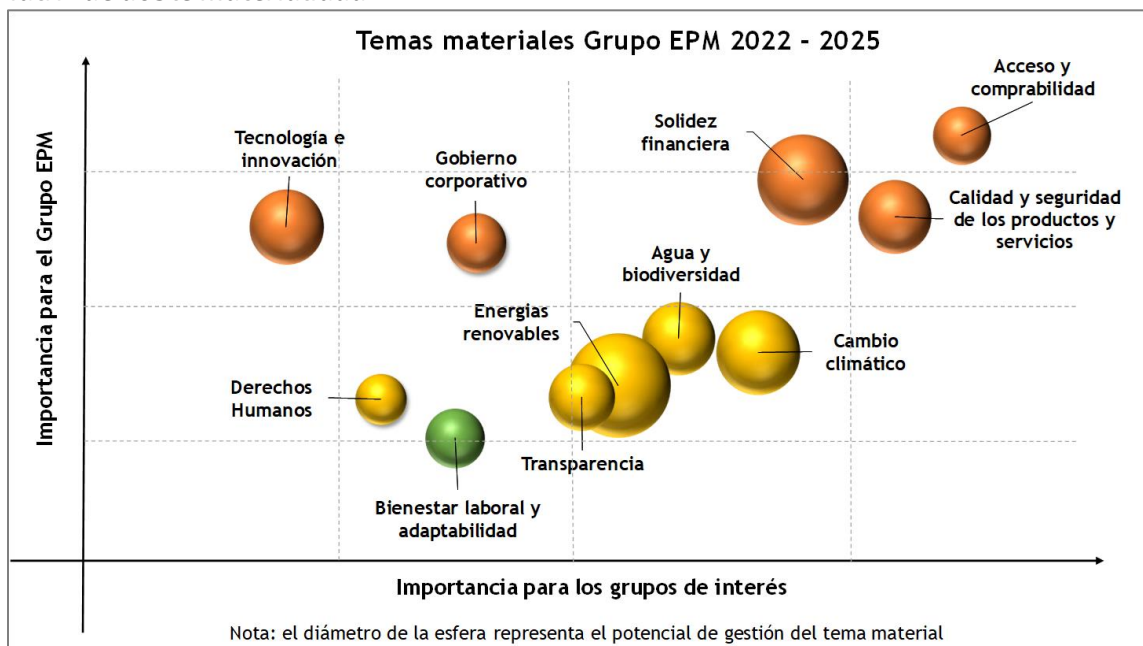 Temas materiales Grupo EPM 2022 - 2025
Acceso y
comprabilidad
Solidez
financiera
Tecnología e
innovación
Gobierno
corporativo
Calidad y seguridad
de los productos y
servicios
Agua y
biodiversidad
Energías
renovables
Cambio
climático
Derechos
Humanos
Transparencia
Bienestar laboral y
adaptabilidad
Importancia para el Grupo EPM
Importancia para los grupos de interés
Nota: el diámetro de la esfera representa el potencial de gestión del tema material